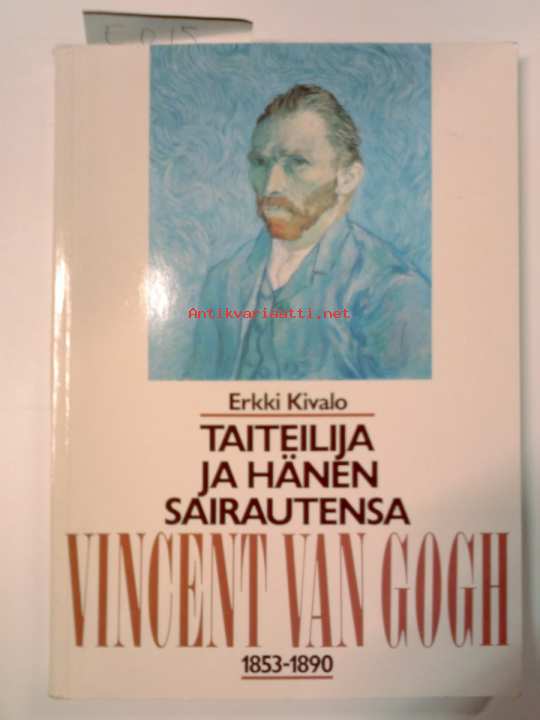 Antikvariaatti.net
Erkki Kivalo
TAITEILIJA
JA HÄNEN
SAIRAUTENSA
VINCENT VAN GOGH
1853-1890